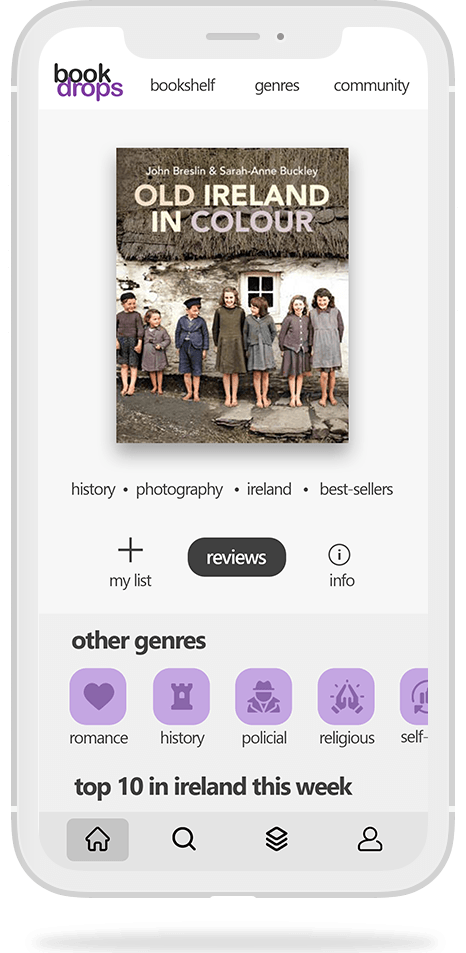 book
drops
bookshelf genres community
John Breslin & Sarah-Anne Buckley
OLD IRELAND
IN COLOUR
history • photography • ireland • best-sellers
my list
reviews
info
other genres
romance history policial religious self-
top 10 in ireland this week